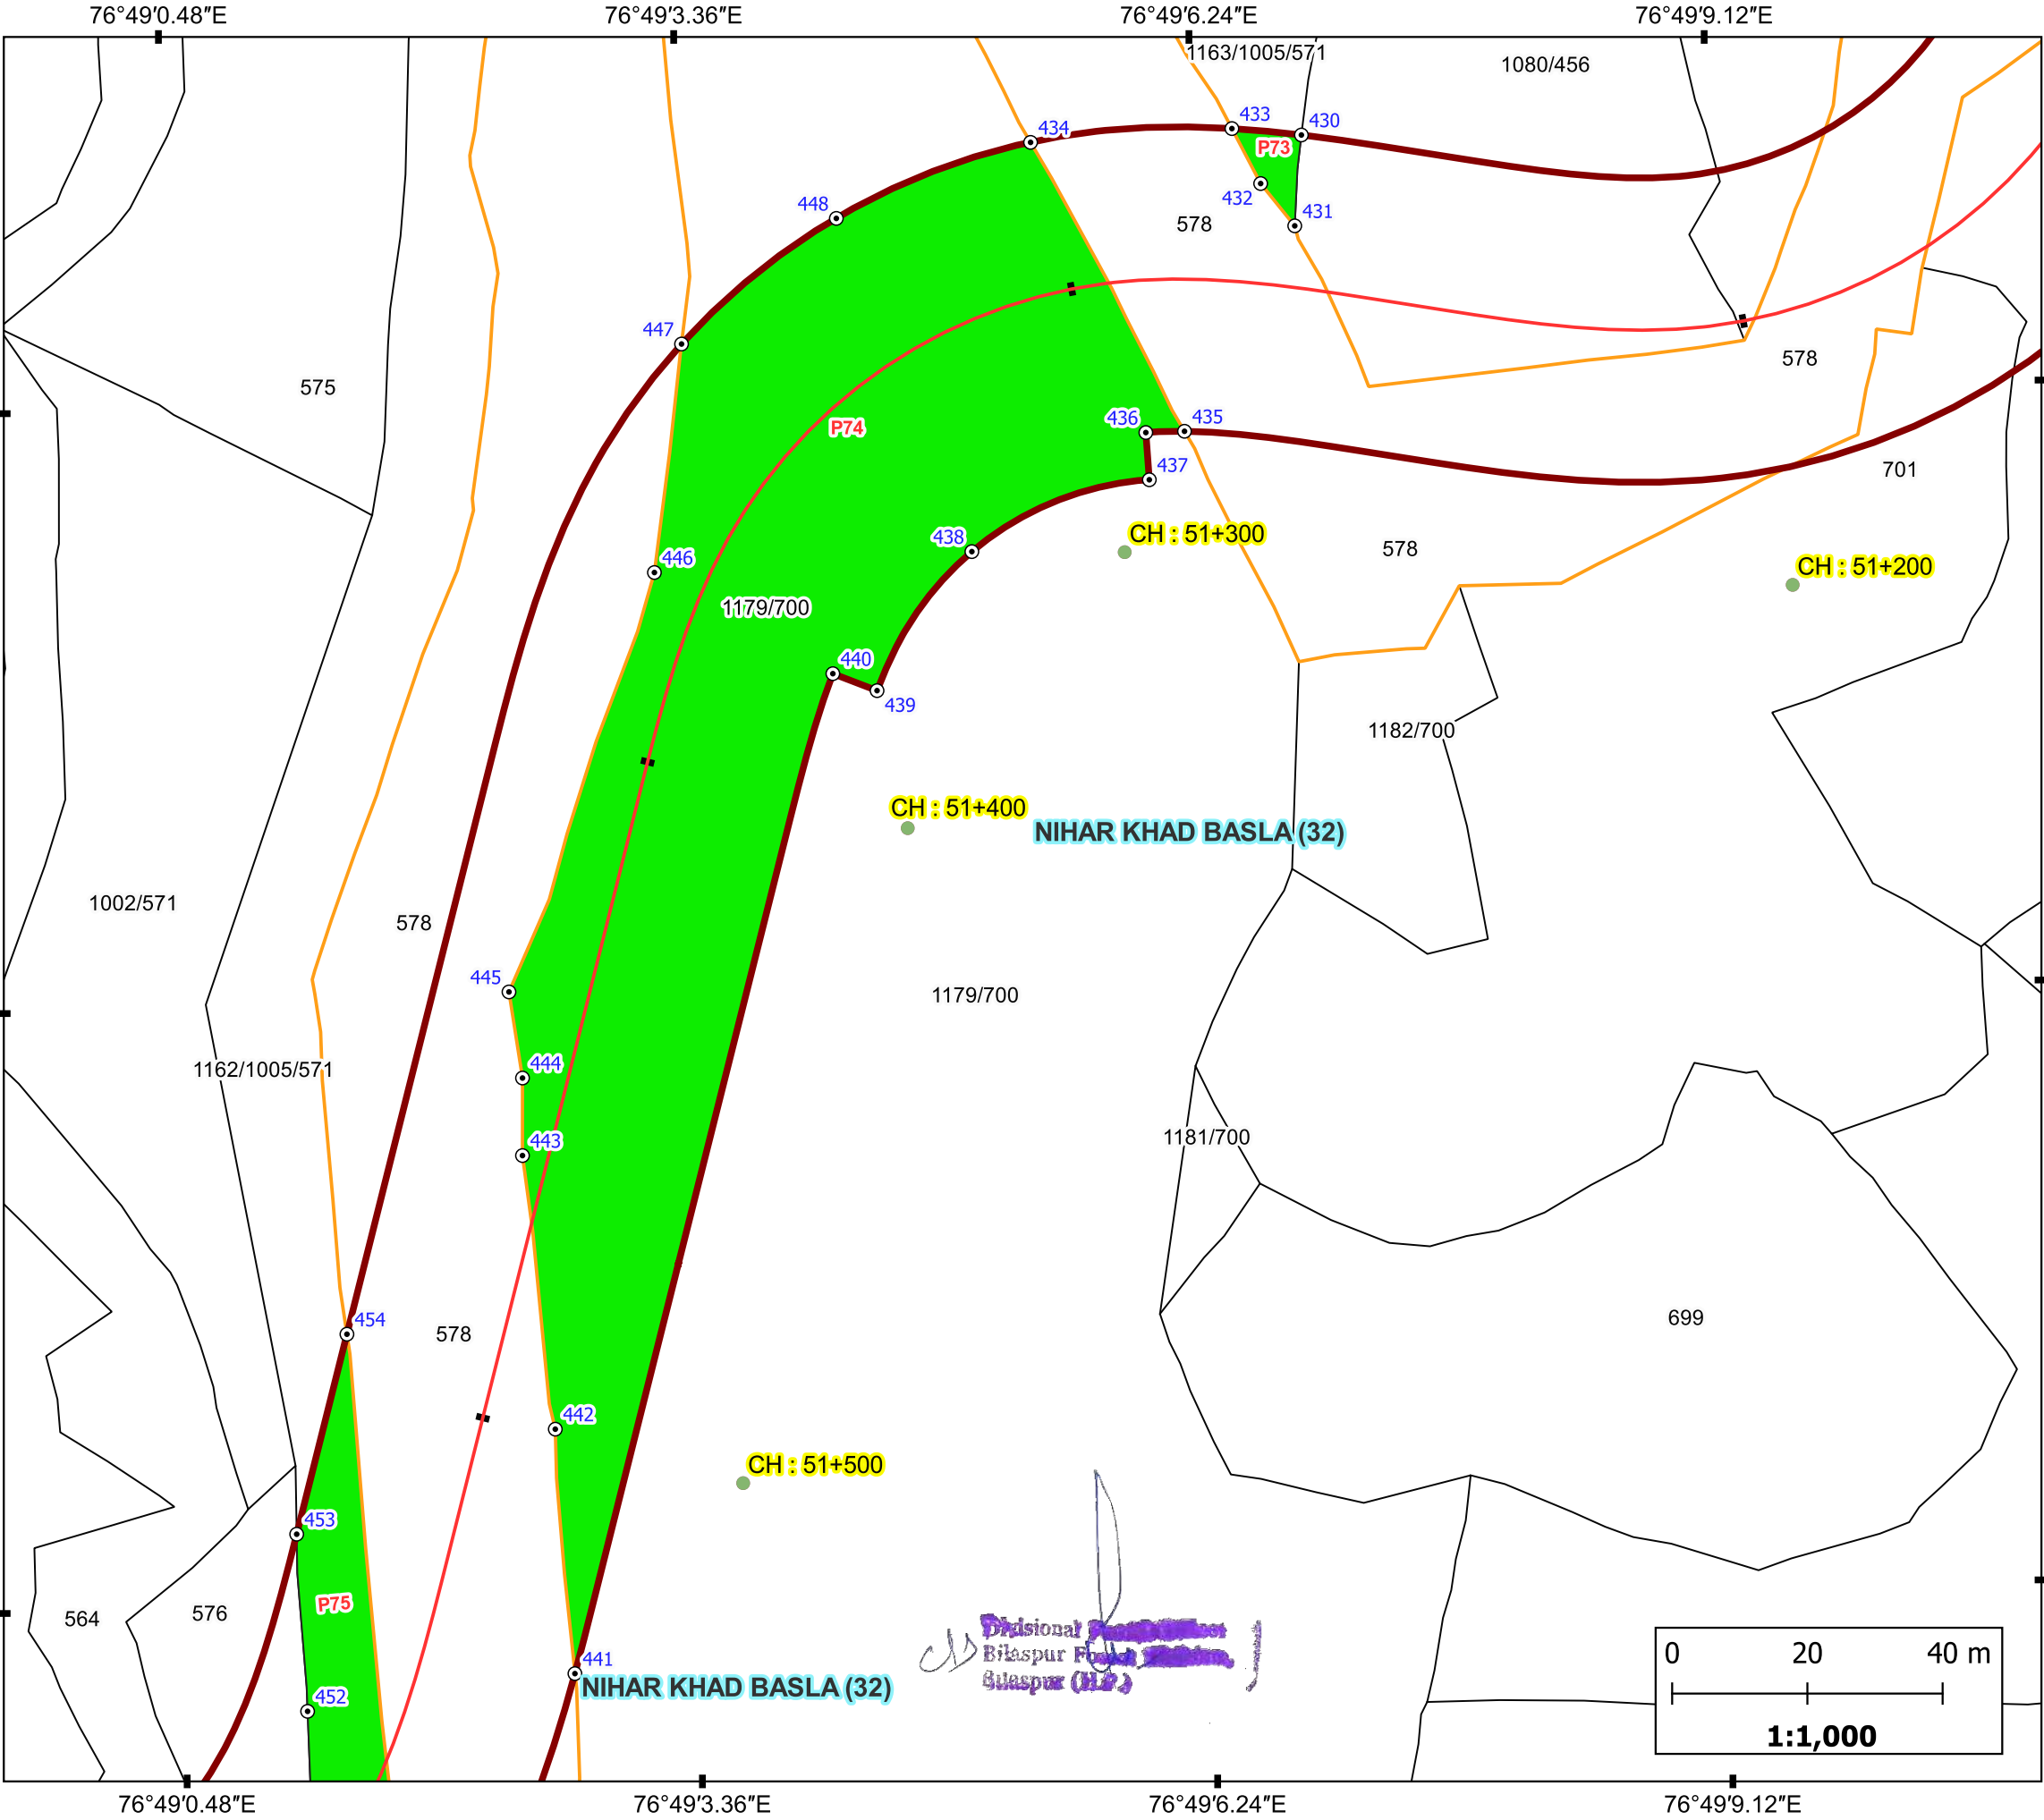 76°49′0.48″E
76°49′3.36″E
76°49′6.24″E
76°49′9.12″E
1163/1005/571
1080/456
433
430
434
P73
432
431
448
578
447
578
575
P74
436
435
437
701
438
CH : 51+300
578
CH : 51+200
446
1179/700
440
439
1182/700
CH : 51+400
NIHAR KHAD BASLA (32)
1002/571
578
445
1179/700
444
1162/1005/571
443
1181/700
454
578
699
442
CH : 51+500
453
P75
564
576
Divisional
Bilaspur
Bilaspur (H.P.)
441
NIHAR KHAD BASLA (32)
452
0 20 40 m
1:1,000
76°49′0.48″E
76°49′3.36″E
76°49′6.24″E
76°49′9.12″E